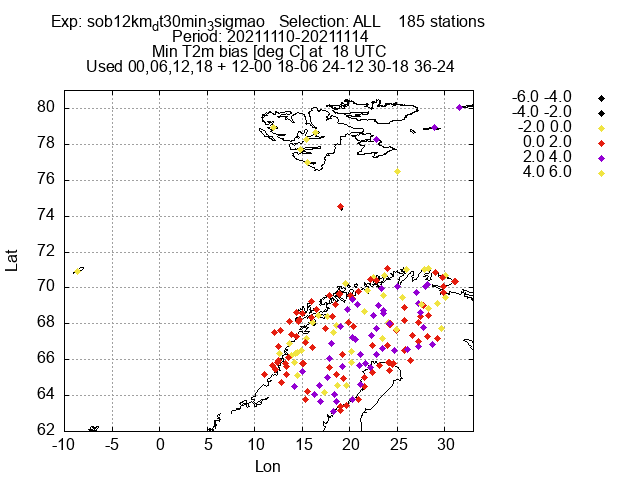 Exp: sob12km_dt30min_3sigmao   Selection: ALL    185 stations
Period: 20211110-20211114
Min T2m bias [deg C] at  18 UTC
Used 00,06,12,18 + 12-00 18-06 24-12 30-18 36-24
-6.0 -4.0
-4.0 -2.0
-2.0 0.0
0.0 2.0
2.0 4.0
4.0 6.0
80
78
76
74
72
70
68
66
64
62
Lat
-10 -5 0 5 10 15 20 25 30
Lon